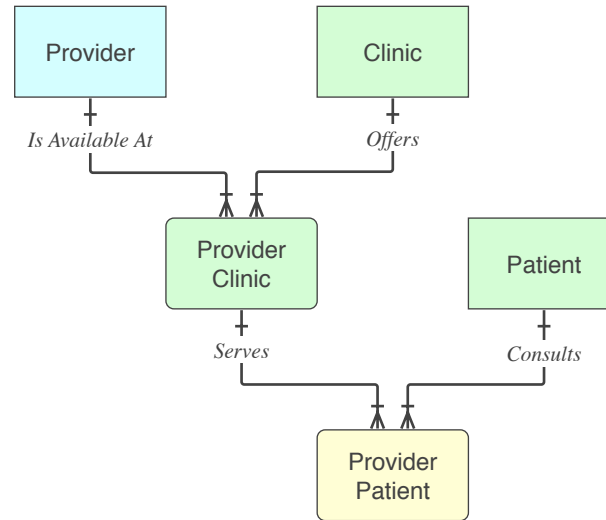 Provider
Clinic
Is Available At
Offers
Provider
Clinic
Patient
Serves
Consults
Provider
Patient